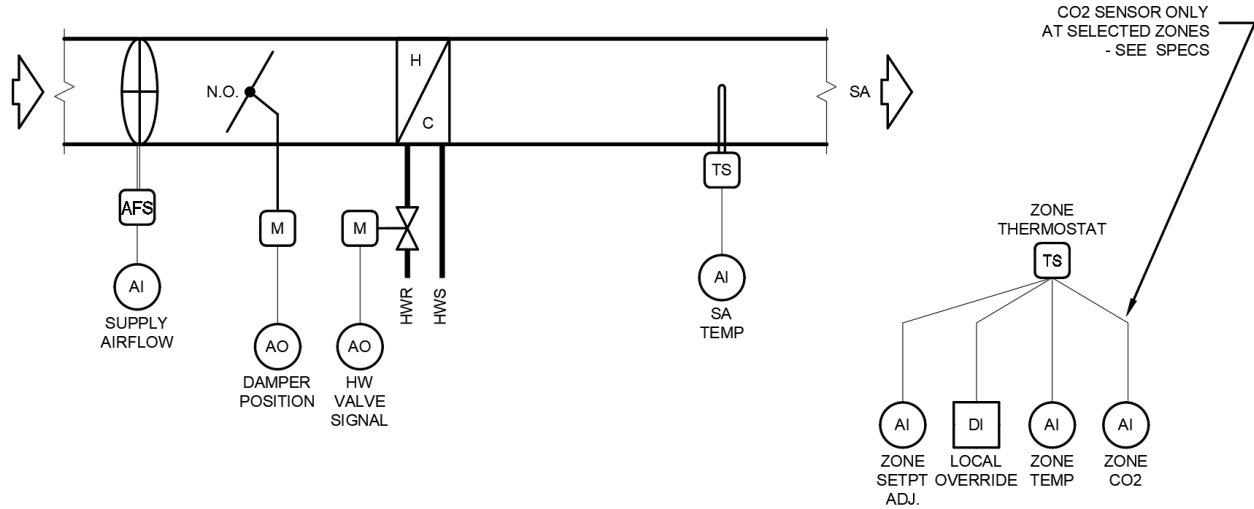 CO2 SENSOR ONLY
AT SELECTED ZONES
- SEE SPECS
H
C
N.O.
SA
TS
AFS
M
M
ZONE
THERMOSTAT
TS
AI
SUPPLY
AIRFLOW
HWR
HWS
AI
SA
TEMP
AO
DAMPER
POSITION
AO
HW
VALVE
SIGNAL
AI
ZONE
SETPT
ADJ.
DI
LOCAL
OVERRIDE
AI
ZONE
TEMP
AI
ZONE
CO2